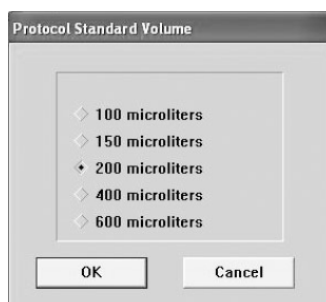 Protocol Standard Volume
100 microliters
150 microliters
200 microliters
400 microliters
600 microliters
OK Cancel